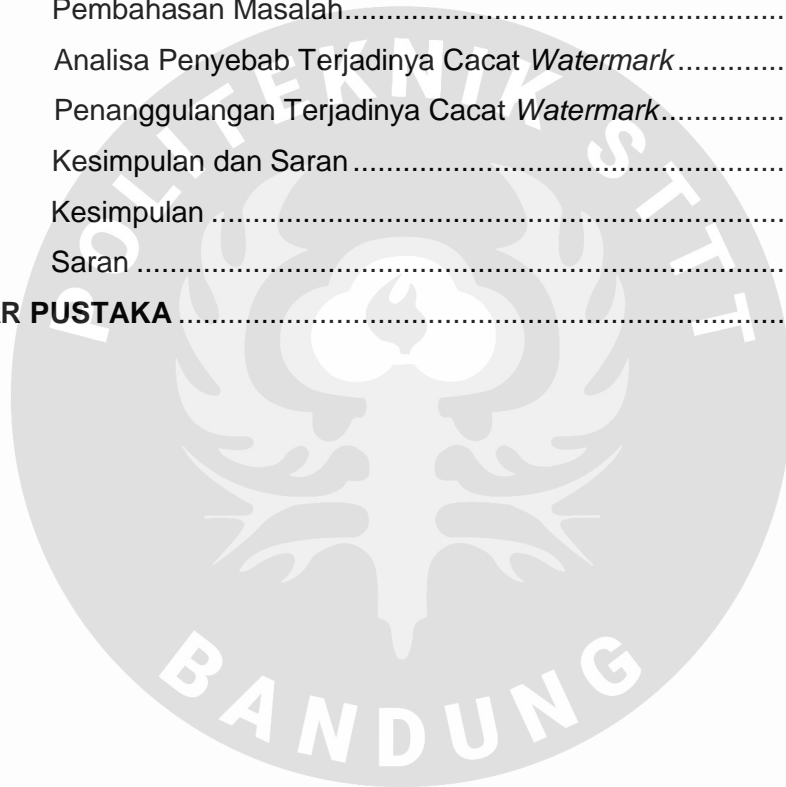 Pembahasan Masalah..........................................................
Analisa Penyebab Terjadinya Cacat Watermark..............
Penanggulangan Terjadinya Cacat Watermark................
Kesimpulan dan Saran......................................................
Kesimpulan .......................................................................
Saran ................................................................................
AR PUSTAKA ...........................................................................
POLITEKNIK STTT
BANDUNG